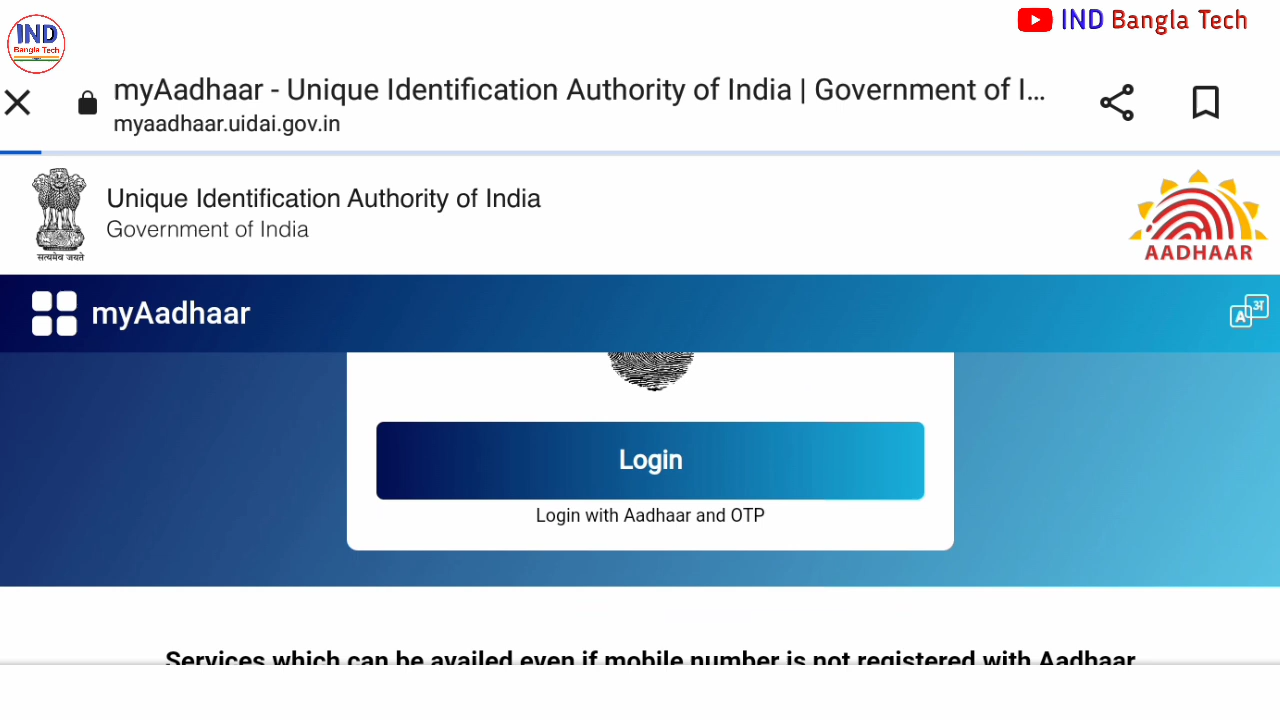 IND
Bangla Tech
IND Bangla Tech
myAadhaar - Unique Identification Authority of India | Government of I...
myaadhaar.uidai.gov.in
Unique Identification Authority of India
Government of India
सत्यमेव जयते
AADHAAR
myAadhaar
A अ
Login
Login with Aadhaar and OTP
Services which can be availed even if mobile number is not registered with Aadhaar